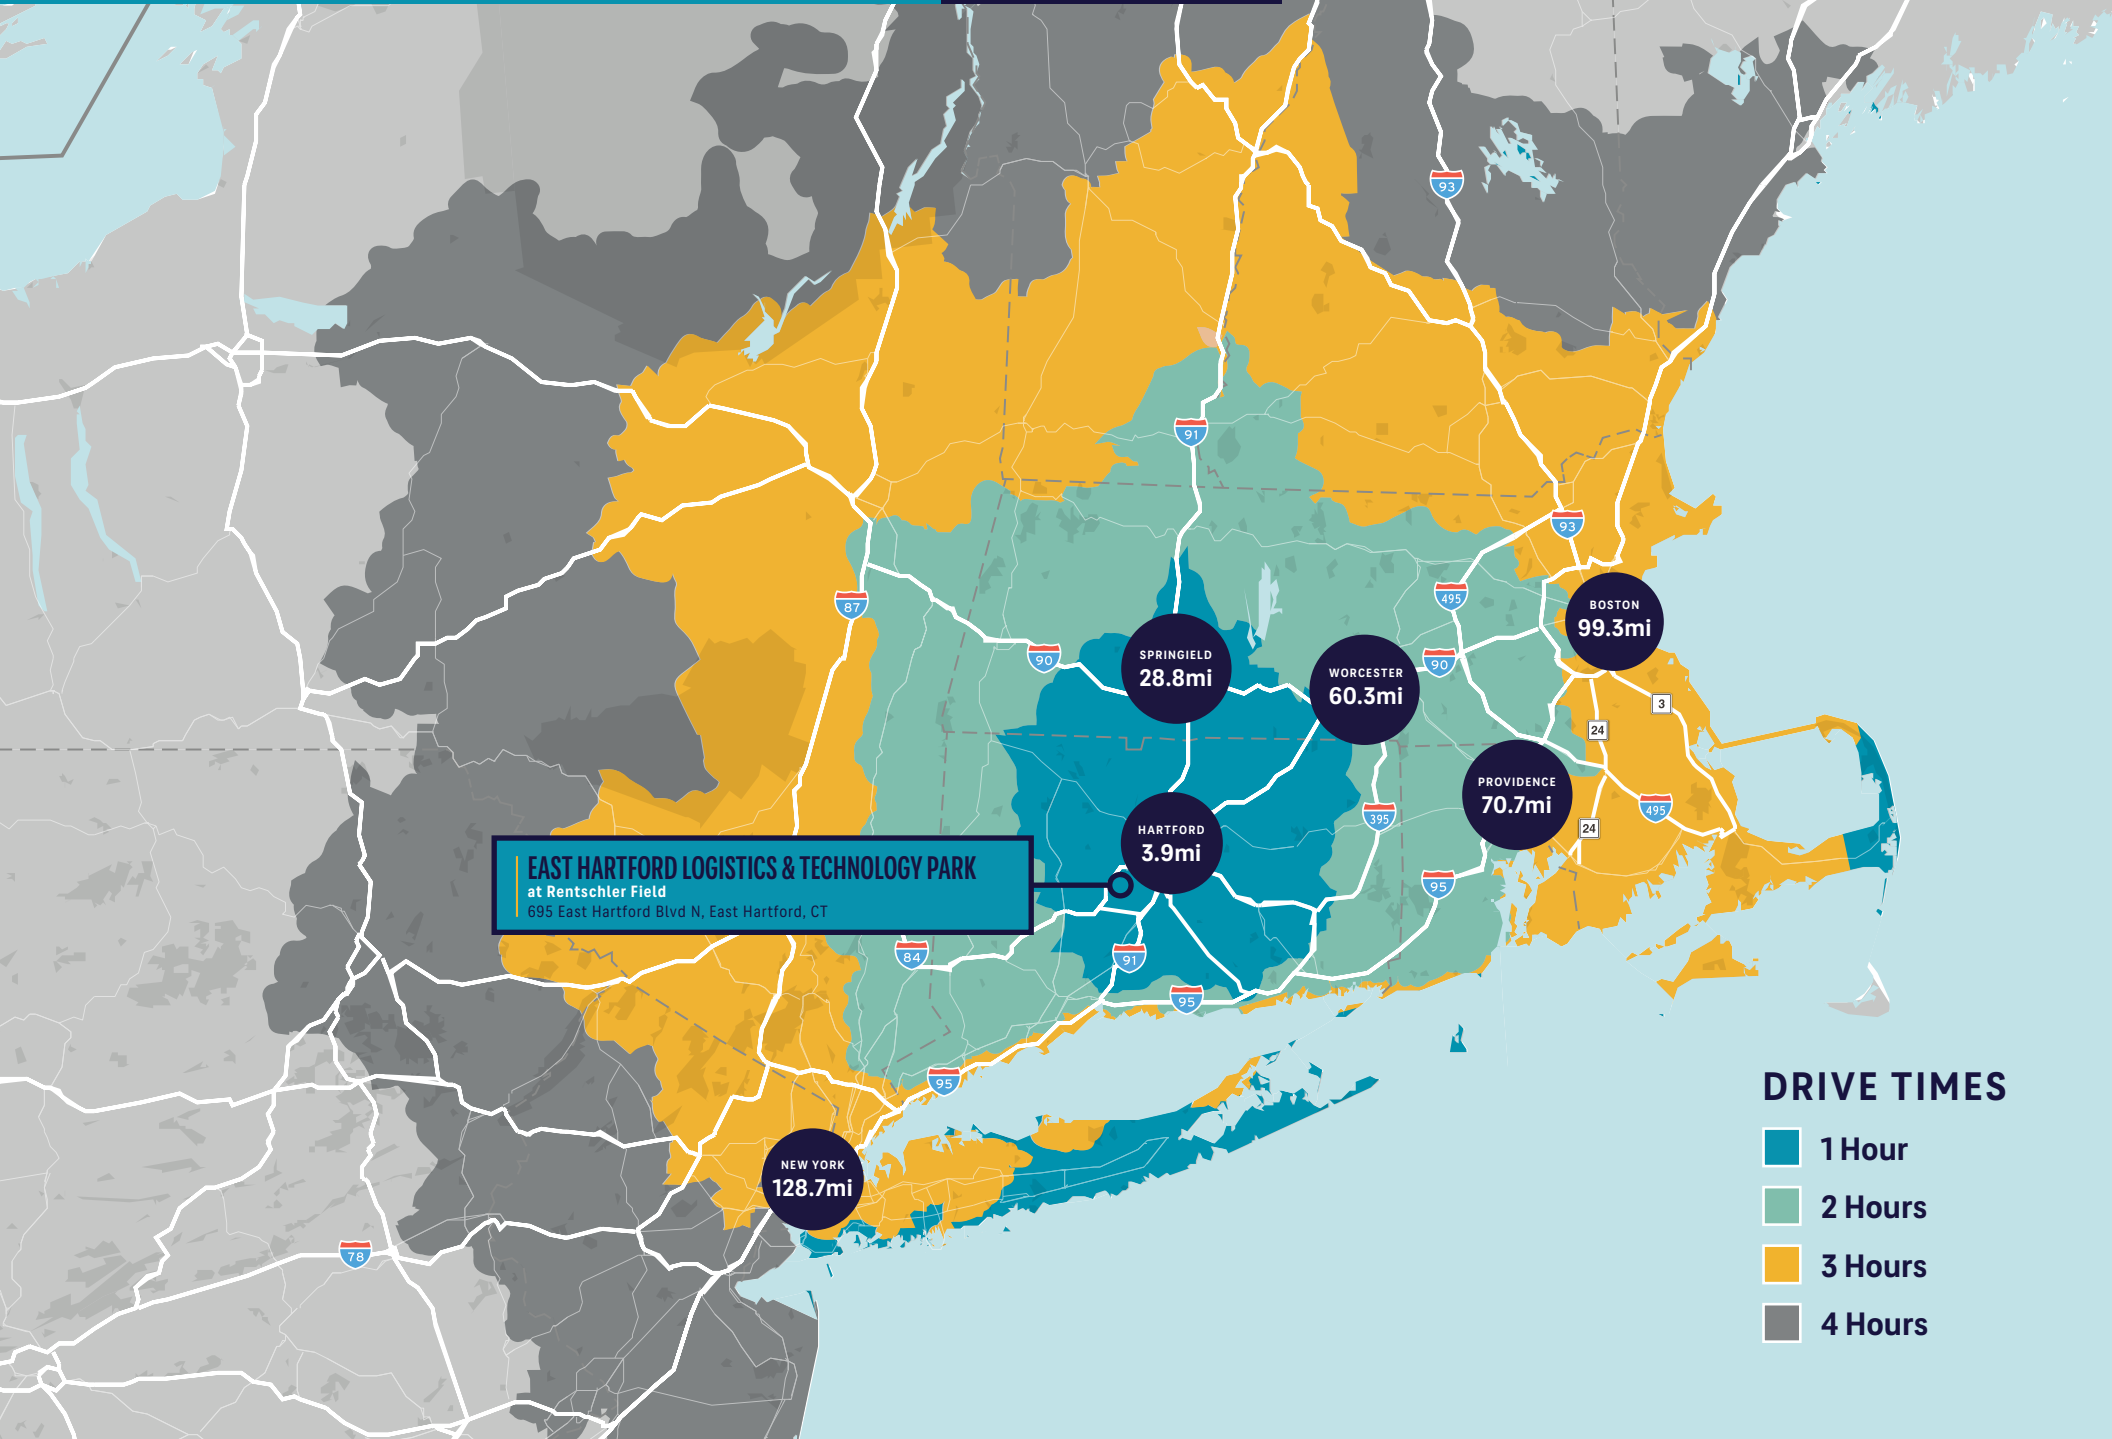 93
91
93
BOSTON
99.3mi
495
87
SPRINGIELD
28.8mi
90
WORCESTER
60.3mi
90
3
24
PROVIDENCE
70.7mi
495
395
24
HARTFORD
3.9mi
EAST HARTFORD LOGISTICS & TECHNOLOGY PARK
at Rentschler Field
695 East Hartford Blvd N, East Hartford, CT
95
84
91
95
95
NEW YORK
128.7mi
78
DRIVE TIMES
1 Hour
2 Hours
3 Hours
4 Hours